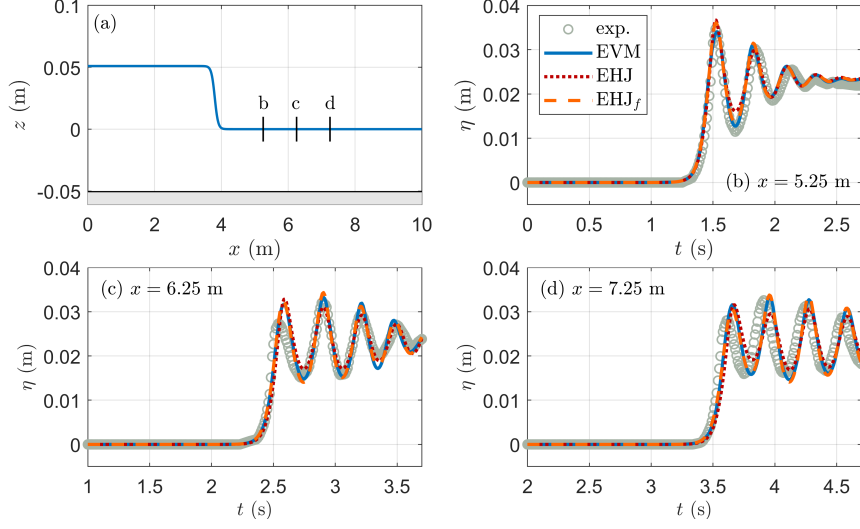 (a)
z (m)
0.05
0
-0.05
b c d
0 2 4 6 8 10
x (m)
exp.
EVM
EHJ
EHJf
η (m)
0.04
0.03
0.02
0.01
0
(b) x = 5.25 m
0 0.5 1 1.5 2 2.5
t (s)
(c) x = 6.25 m
η (m)
0.04
0.03
0.02
0.01
0
1 1.5 2 2.5 3 3.5
t (s)
(d) x = 7.25 m
η (m)
0.04
0.03
0.02
0.01
0
2 2.5 3 3.5 4 4.5
t (s)